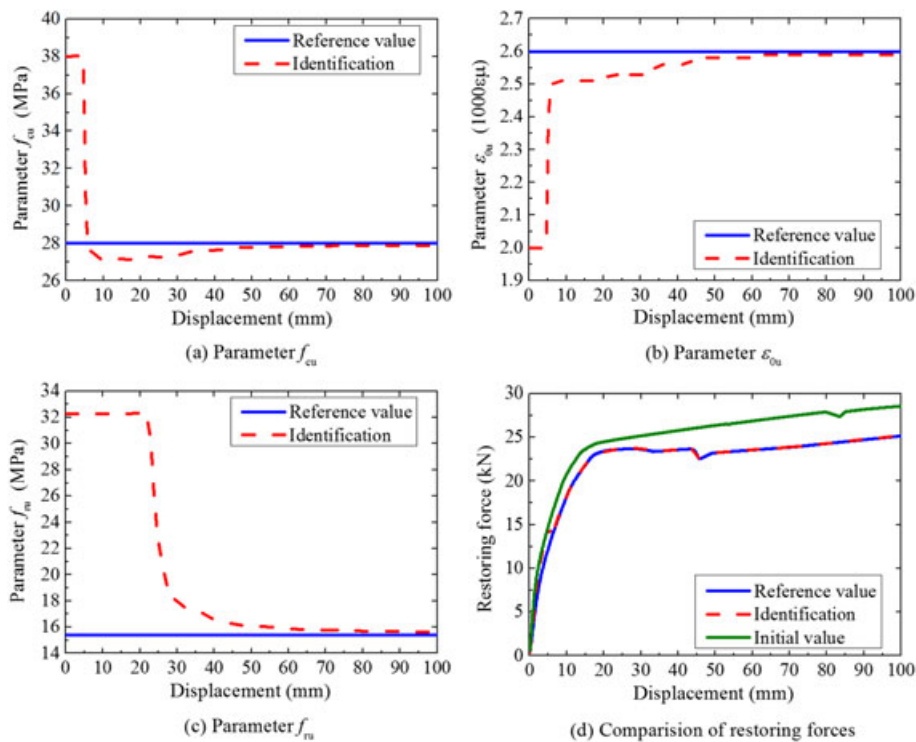 Parameter fcu (MPa)
40
38
36
34
32
30
28
26
Reference value
Identification
0 10 20 30 40 50 60 70 80 90 100
Displacement (mm)
(a) Parameter fcu
Parameter ε0u (1000εμ)
2.7
2.6
2.5
2.4
2.3
2.2
2.1
2.0
1.9
Reference value
Identification
0 10 20 30 40 50 60 70 80 90 100
Displacement (mm)
(b) Parameter ε0u
Parameter fru (MPa)
34
32
30
28
26
24
22
20
18
16
14
Reference value
Identification
0 10 20 30 40 50 60 70 80 90 100
Displacement (mm)
(c) Parameter fru
Restoring force (kN)
30
25
20
15
10
5
0
Reference value
Identification
Initial value
0 10 20 30 40 50 60 70 80 90 100
Displacement (mm)
(d) Comparision of restoring forces